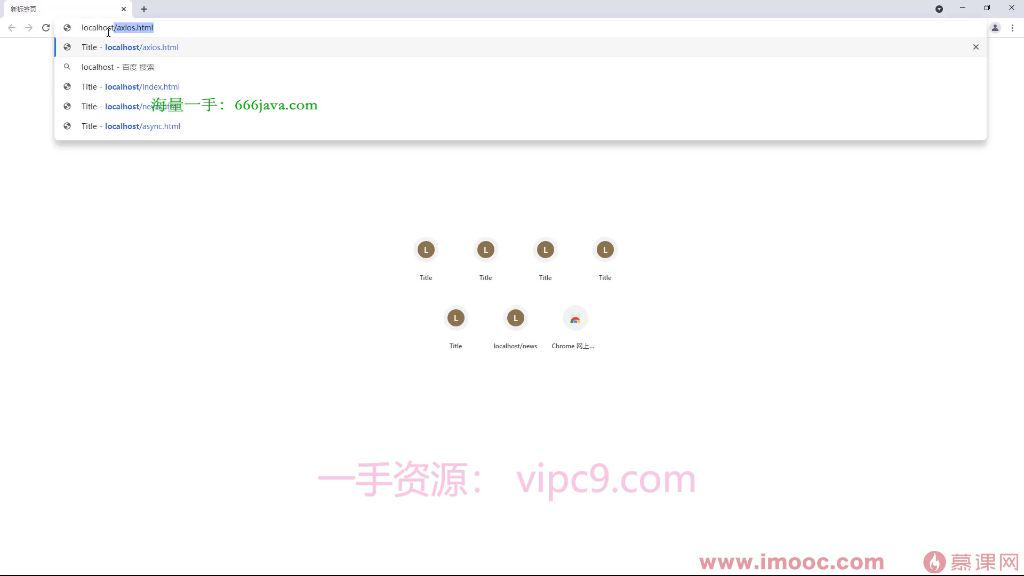 新标签页
localhost/axios.html
Title - localhost/axios.html
localhost - 百度 搜索
Title - localhost/index.html
Title - localhost/
海量一手：666java.com
Title - localhost/async.html
L
L
L
L
Title
Title
Title
Title
L
L
Title
localhost/news
Chrome 网上...
一手资源： vipc9.com
www.imooc.com
慕课网